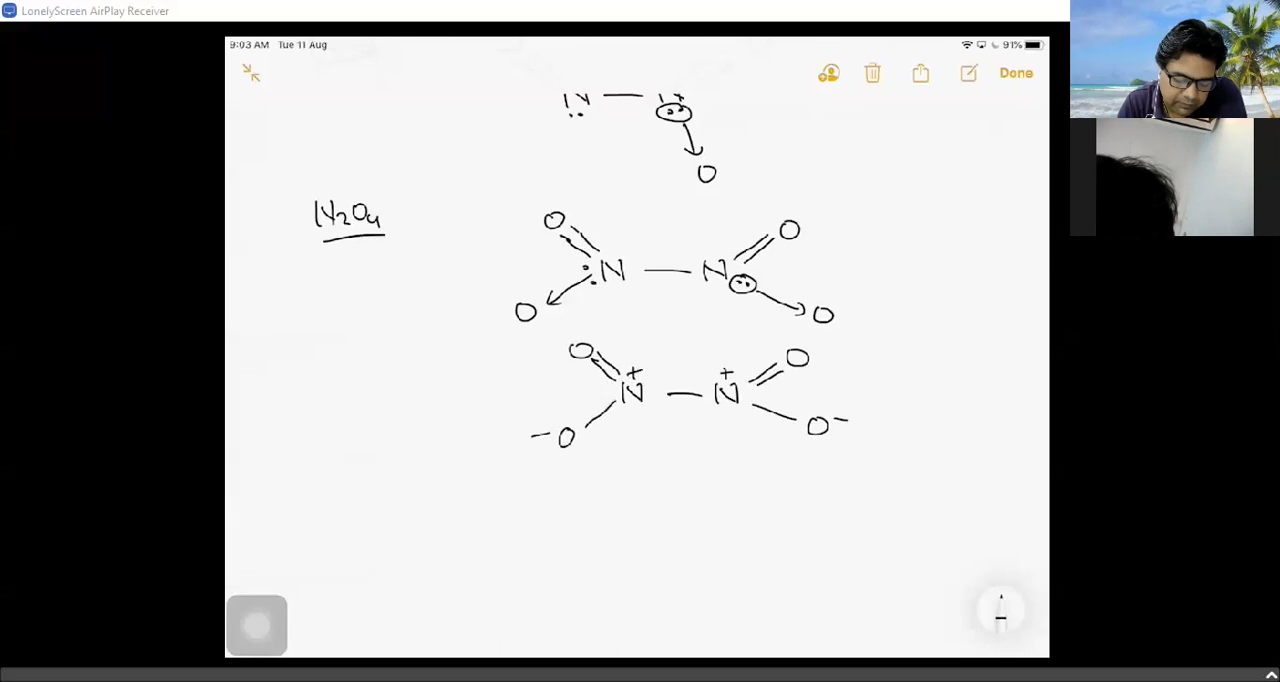 LonelyScreen AirPlay Receiver
9:03 AM Tue 11 Aug
91%
Done
N — N
O
N2O4
O O
N — N
O O
O O
+ +
N — N
−O O−